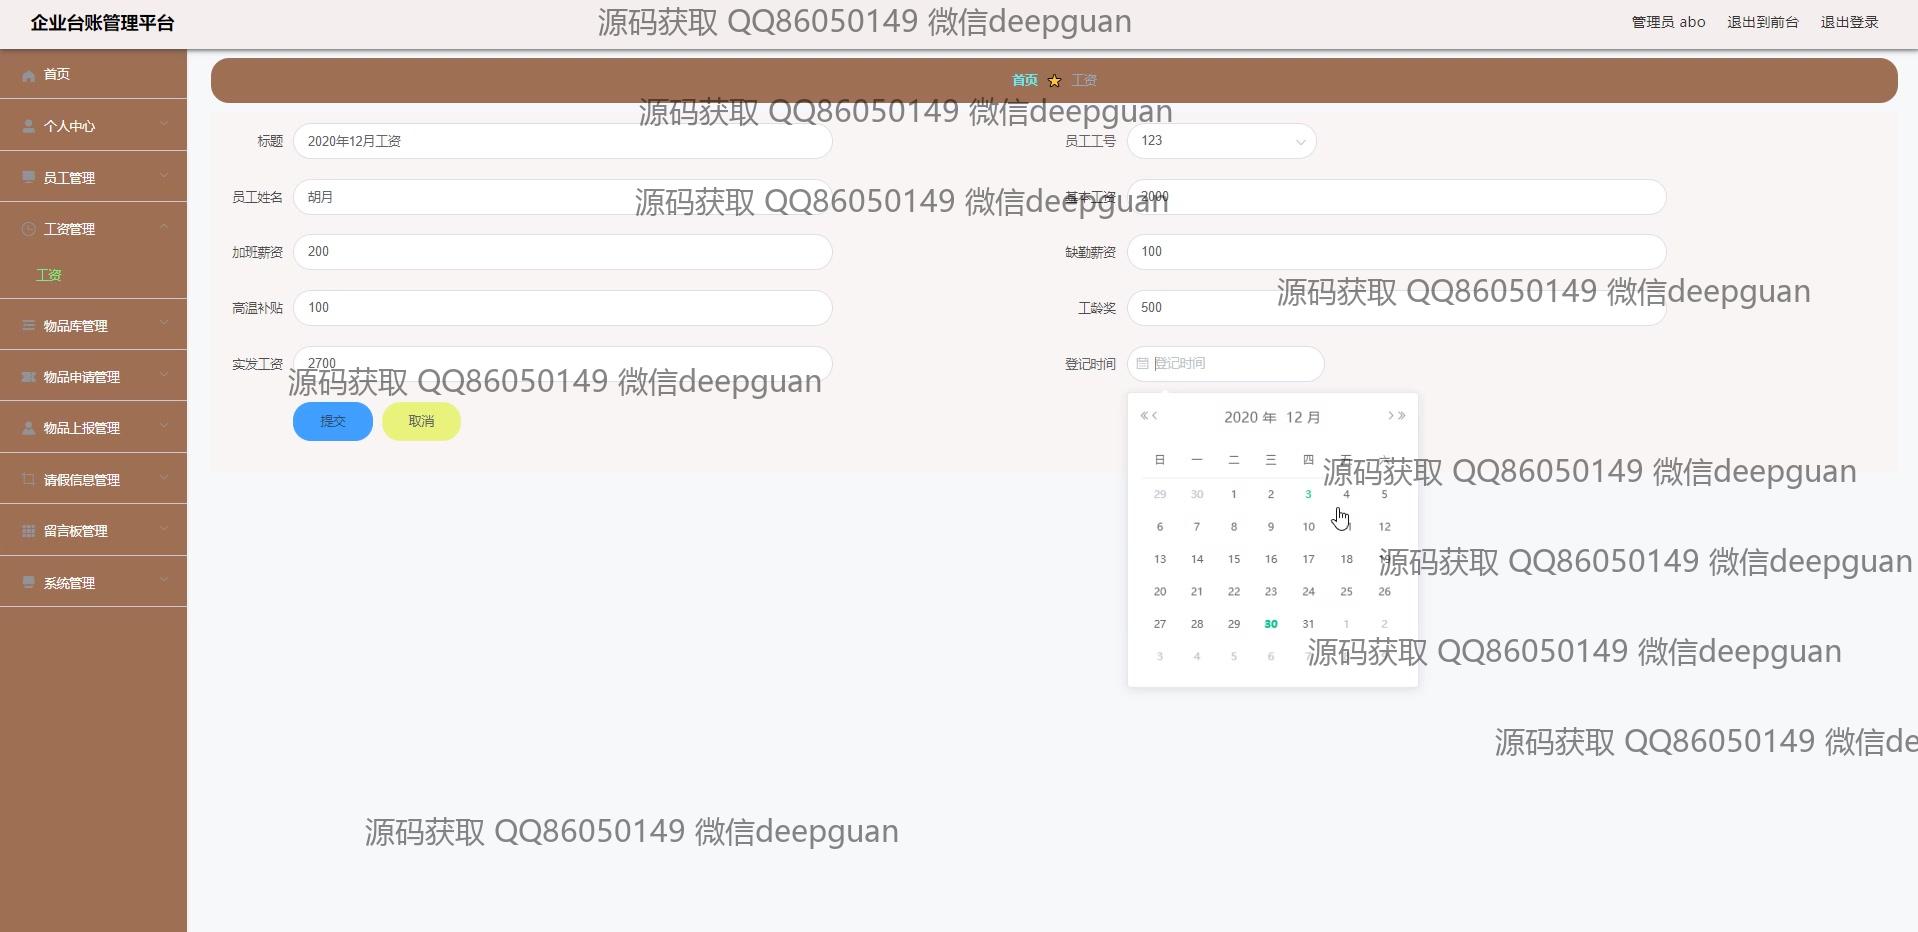 企业台账管理平台
源码获取 QQ86050149 微信deepguan
管理员 abo 退出到前台 退出登录
首页
个人中心
员工管理
工资管理
工资
物品库管理
物品申请管理
物品上报管理
请假信息管理
留言板管理
系统管理
首页 工资
源码获取 QQ86050149 微信deepguan
标题 2020年12月工资
员工工号 123
员工姓名 胡月
源码获取 QQ86050149 微信deepguan
基本工资 2000
加班薪资 200
缺勤薪资 100
源码获取 QQ86050149 微信deepguan
高温补贴 100
工龄奖 500
实发工资 2700
登记时间 登记时间
源码获取 QQ86050149 微信deepguan
提交 取消
2020 年 12 月
日 一 二 三 四 五 六
源码获取 QQ86050149 微信deepguan
29 30 1 2 3 4 5
6 7 8 9 10 11 12
13 14 15 16 17 18 19
源码获取 QQ86050149 微信deepguan
20 21 22 23 24 25 26
27 28 29 30 31 1 2
3 4 5 6 7
源码获取 QQ86050149 微信deepguan
源码获取 QQ86050149 微信de
源码获取 QQ86050149 微信deepguan